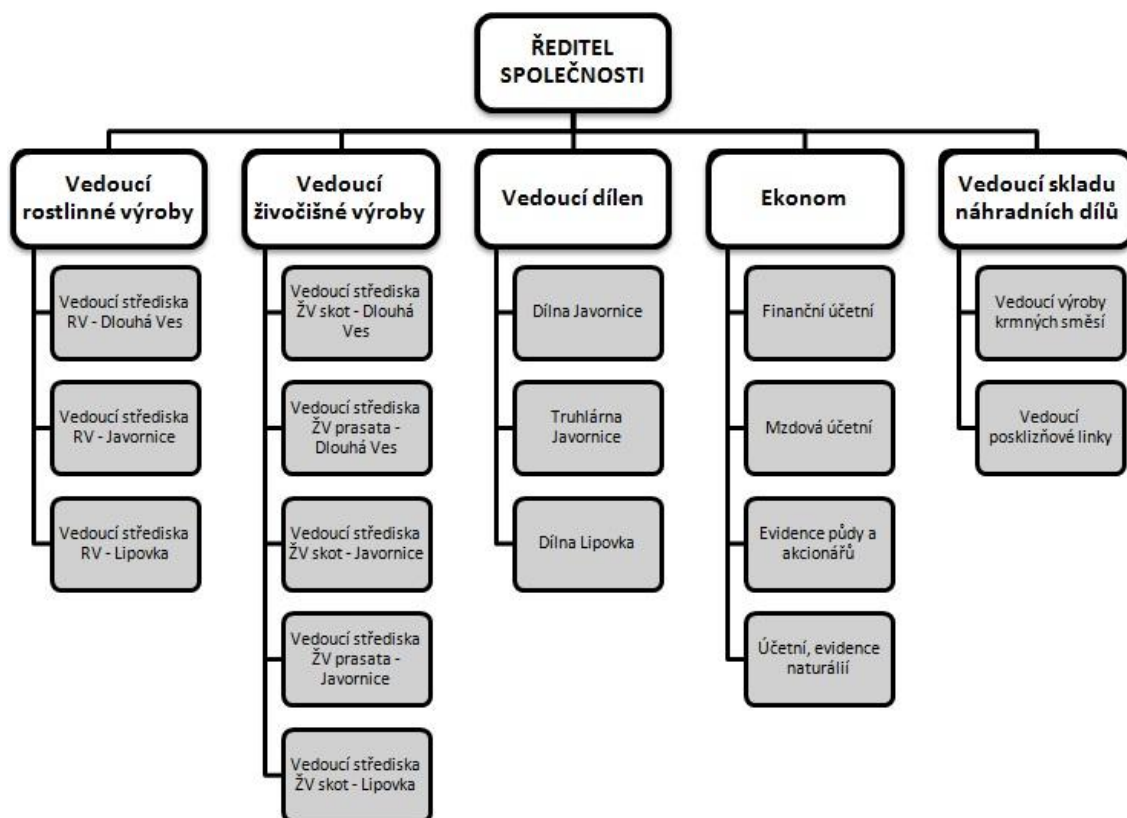 ŘEDITEL
SPOLEČNOSTI
Vedoucí
rostlinné výroby
Vedoucí střediska
RV - Dlouhá Ves
Vedoucí střediska
RV - Javornice
Vedoucí střediska
RV - Lipovka
Vedoucí
živočišné výroby
Vedoucí střediska
ŽV skot - Dlouhá
Ves
Vedoucí střediska
ŽV prasata -
Dlouhá Ves
Vedoucí střediska
ŽV skot - Javornice
Vedoucí střediska
ŽV prasata -
Javornice
Vedoucí střediska
ŽV skot - Lipovka
Vedoucí dílen
Dílna Javornice
Truhlárna
Javornice
Dílna Lipovka
Ekonom
Finanční účetní
Mzdová účetní
Evidence půdy a
akcionářů
Účetní, evidence
naturálií
Vedoucí skladu
náhradních dílů
Vedoucí výroby
krmných směsí
Vedoucí
posklizňové linky